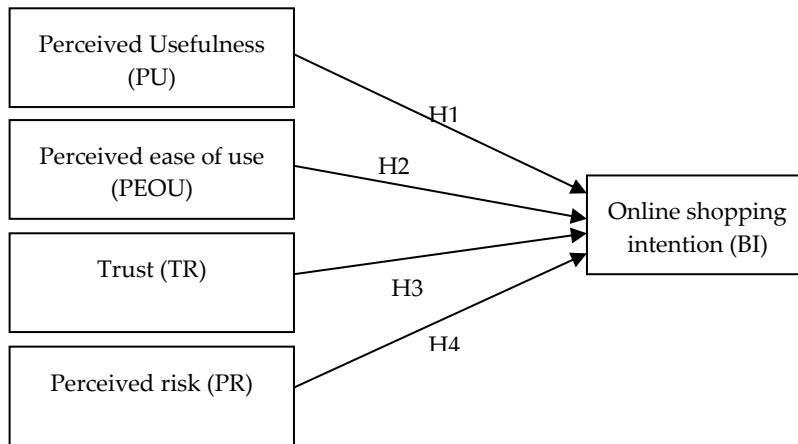 Perceived Usefulness
(PU)
H1
Perceived ease of use
(PEOU)
H2
Online shopping
intention (BI)
Trust (TR)
H3
H4
Perceived risk (PR)